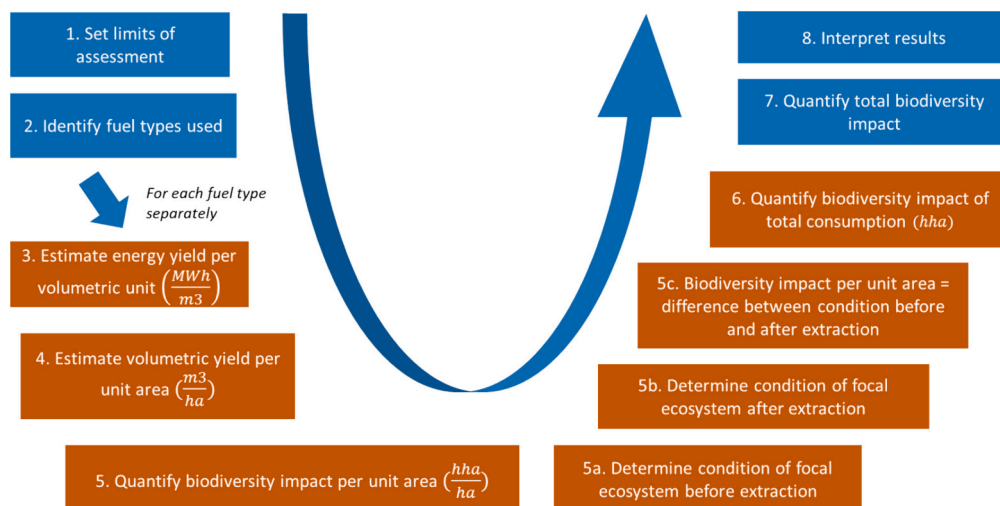 1. Set limits of
assessment
2. Identify fuel types used
For each fuel type
separately
3. Estimate energy yield per
volumetric unit (MWh/m3)
4. Estimate volumetric yield per
unit area (m3/ha)
5. Quantify biodiversity impact per unit area (hha/ha)
5a. Determine condition of focal
ecosystem before extraction
5b. Determine condition of focal
ecosystem after extraction
5c. Biodiversity impact per unit area =
difference between condition before
and after extraction
6. Quantify biodiversity impact of
total consumption (hha)
7. Quantify total biodiversity
impact
8. Interpret results